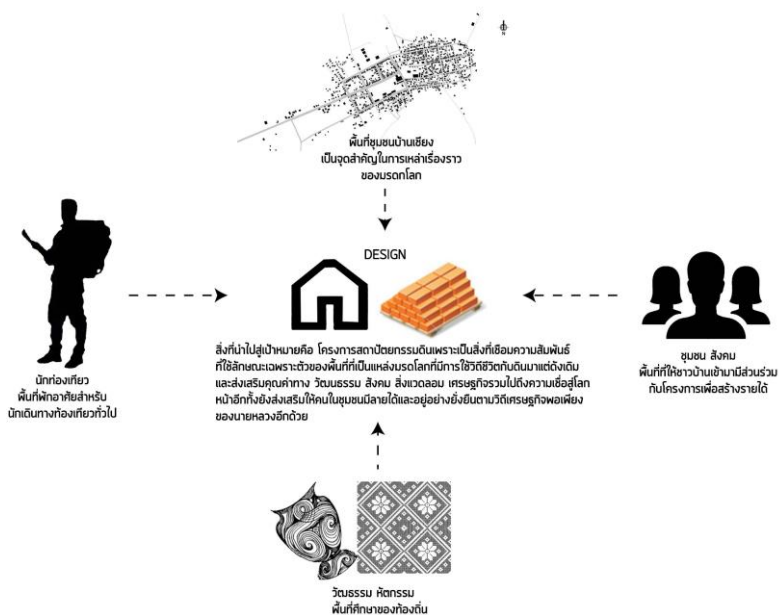 N
พื้นที่ชุมชนบ้านเชียง
เป็นจุดสำคัญในการเหล่าเรื่องราว
ของมรดกโลก
DESIGN
นักท่องเที่ยว
พื้นที่พักอาศัยสำหรับ
นักเดินทางท้องเที่ยวทั่วไป
สิ่งที่นำไปสู่เป้าหมายคือ โครงการสถาปัตยกรรมดินเพราะเป็นสิ่งที่เชื่อมความสัมพันธ์
ที่ใช้ลักษณะเฉพาะตัวของพื้นที่ที่เป็นแหล่งมรดกโลกที่มีการใช้วิถีชีวิตกับดินมาแต่ดังเดิม
และส่งเสริมคุณค่าทาง วัฒนธรรม สังคม สิ่งแวดลอม เศรษฐกิจรวมไปถึงความเชื่อสู่โลก
หน้าอีกทั้งยังส่งเสริมให้คนในชุมชนมีลายได้และอยู่อย่างยั่งยืนตามวิถีเศรษฐกิจพอเพียง
ของนายหลวงอีกด้วย
ชุมชน สังคม
พื้นที่ที่ให้ชาวบ้านเข้ามามีส่วนร่วม
กับโครงการเพื่อสร้างรายได้
วัฒธรรม หัตกรรม
พื้นที่ศึกษาของท้องถิ่น